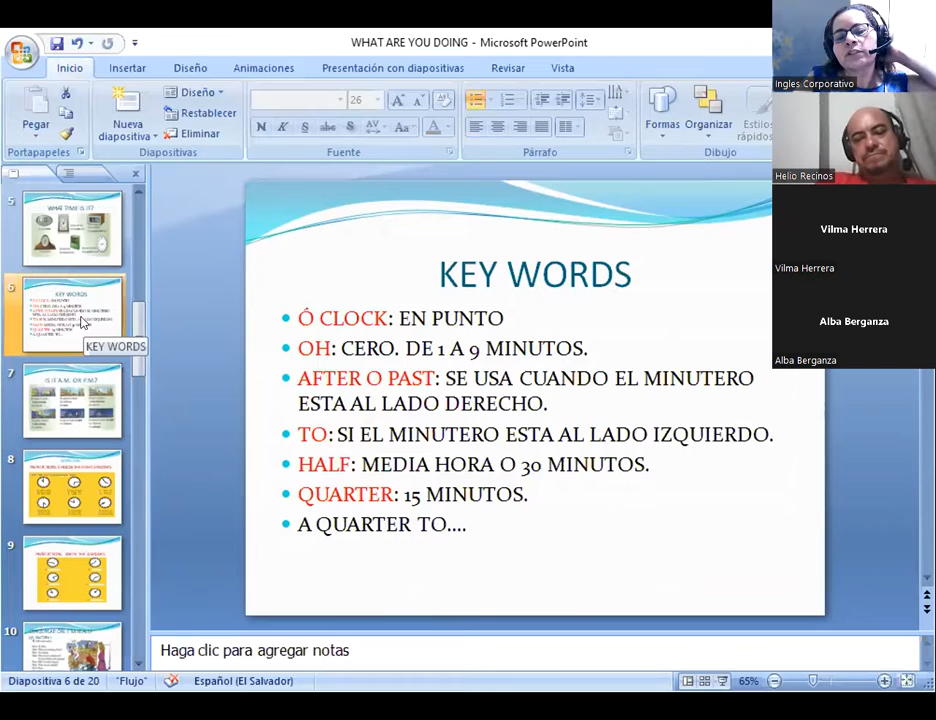 WHAT ARE YOU DOING - Microsoft PowerPoint
Inicio
Insertar
Diseño
Animaciones
Presentación con diapositivas
Revisar
Vista
Pegar
Nueva
diapositiva
Diseño
Restablecer
Eliminar
26
N
K
S
abc
S
AV
Aa
A
Formas
Organizar
Estilos
rápidos
Portapapeles
Diapositivas
Fuente
Párrafo
Dibujo
5
WHAT TIME IS IT?
6
KEY WORDS
KEY WORDS
7
IS IT A.M. OR P.M.?
8
9
10
KEY WORDS
Ó CLOCK: EN PUNTO
OH: CERO. DE 1 A 9 MINUTOS.
AFTER O PAST: SE USA CUANDO EL MINUTERO
ESTA AL LADO DERECHO.
TO: SI EL MINUTERO ESTA AL LADO IZQUIERDO.
HALF: MEDIA HORA O 30 MINUTOS.
QUARTER: 15 MINUTOS.
A QUARTER TO....
Haga clic para agregar notas
Diapositiva 6 de 20
"Flujo"
Español (El Salvador)
65%
Ingles Corporativo
Helio Recinos
Vilma Herrera
Vilma Herrera
Alba Berganza
Alba Berganza